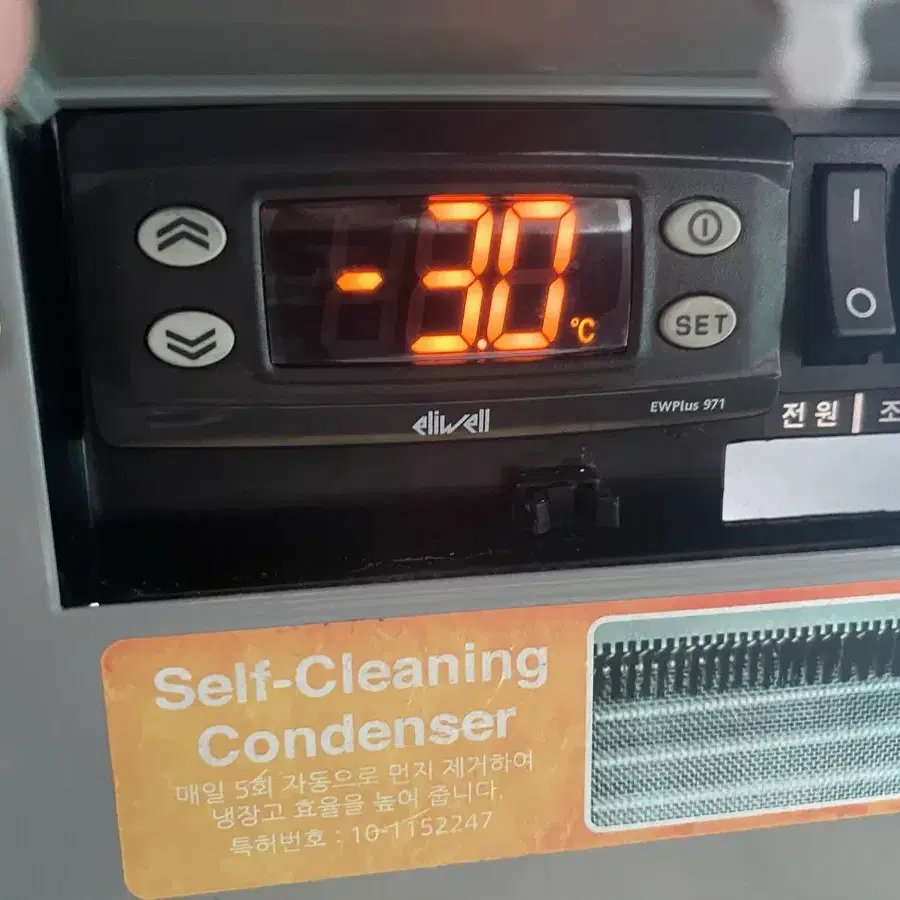 -3.0
°C
SET
EWPlus 971
eliwell
전원 | 조
Self-Cleaning
Condenser
매일 5회 자동으로 먼지 제거하여
냉장고 효율을 높여 줍니다.
특허번호 : 10-1152247